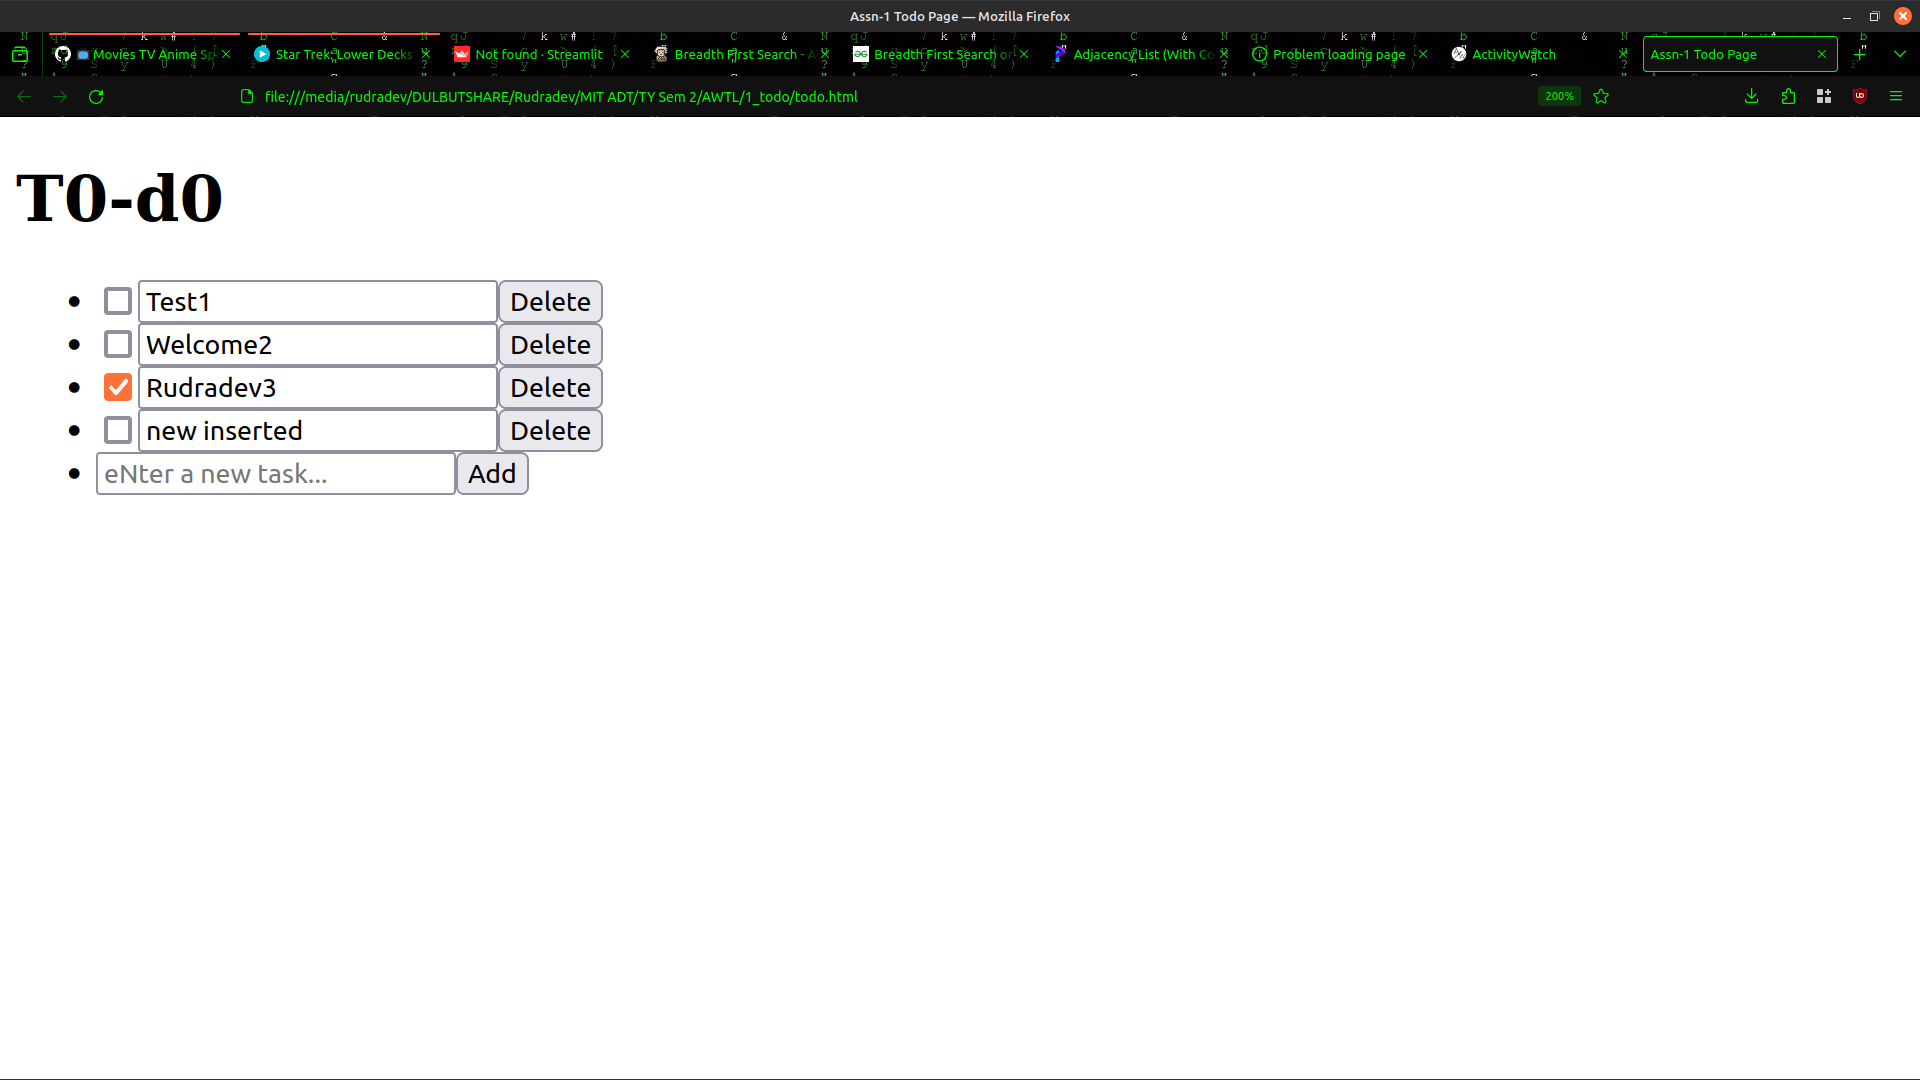 Assn-1 Todo Page — Mozilla Firefox
Movies TV Anime Sp
Star Trek: Lower Decks
Not found · Streamlit
Breadth First Search - A
Breadth First Search or
Adjacency List (With Co
Problem loading page
ActivityWatch
Assn-1 Todo Page
file:///media/rudradev/DULBUTSHARE/Rudradev/MIT ADT/TY Sem 2/AWTL/1_todo/todo.html
200%
T0-d0
Test1 Delete
Welcome2 Delete
Rudradev3 Delete
new inserted Delete
eNter a new task... Add